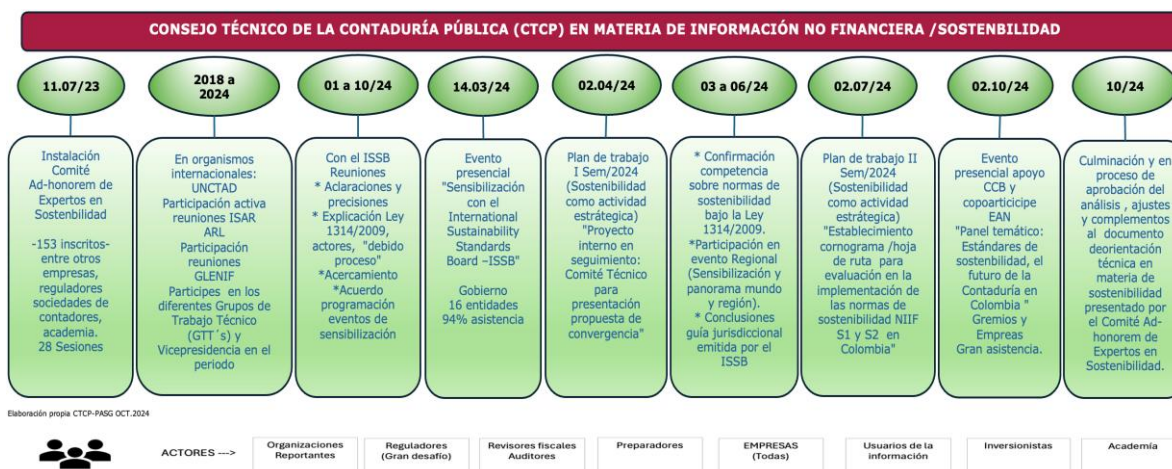 CONSEJO TÉCNICO DE LA CONTADURÍA PÚBLICA (CTCP) EN MATERIA DE INFORMACIÓN NO FINANCIERA /SOSTENBILIDAD
11.07/23
Instalación
Comité
Ad-honorem de
Expertos en
Sostenibilidad
-153 inscritos-
entre otros
empresas,
reguladores
sociedades de
contadores,
academia.
28 Sesiones
2018 a
2024
En organismos
internacionales:
UNCTAD
Participación activa
reuniones ISAR
ARL
Participación
reuniones
GLENIF
Participes en los
diferentes Grupos de
Trabajo Técnico
(GTT´s) y
Vicepresidencia en el
periodo
01 a 10/24
Con el ISSB
Reuniones
* Aclaraciones y
precisiones
* Explicación Ley
1314/2009,
actores, "debido
proceso"
*Acercamiento
*Acuerdo
programación
eventos de
sensibilización
14.03/24
Evento
presencial
"Sensibilización
con el
International
Sustainability
Standards
Board –ISSB"
Gobierno
16 entidades
94% asistencia
02.04/24
Plan de trabajo
I Sem/2024
(Sostenibilidad
como actividad
estrátegica)
"Proyecto
interno en
seguimiento:
Comité Técnico
para
presentación
propuesta de
convergencia"
03 a 06/24
* Confirmación
competencia
sobre normas de
sostenibilidad
bajo la Ley
1314/2009.
*Participación en
evento Regional
(Sensibilización y
panorama mundo
y región).
* Conclusiones
guía jurisdiccional
emitida por el
ISSB
02.07/24
Plan de trabajo II
Sem/2024
(Sostenibilidad
como actividad
estrátegica)
"Establecimiento
cornograma /hoja
de ruta para
evaluación en la
implementación de
las normas de
sostenibilidad NIIF
S1 y S2 en
Colombia"
02.10/24
Evento
presencial apoyo
CCB y
copoarticicipe
EAN
"Panel temático:
Estándares de
sostenbilidad, el
futuro de la
Contaduría en
Colombia "
Gremios y
Empreas
Gran asistencia.
10/24
Culminación y en
proceso de
aprobación del
análisis , ajustes
y complementos
al documento
deorientación
técnica en
materia de
sostenibilidad
presentado por
el Comité Ad-
honorem de
Expertos en
Sostenibilidad.
Elaboración propia CTCP-PASG OCT.2024
ACTORES --->
Organizaciones
Reportantes
Reguladores
(Gran desafío)
Revisores fiscales
Auditores
Preparadores
EMPRESAS
(Todas)
Usuarios de la
información
Inversionistas
Academía